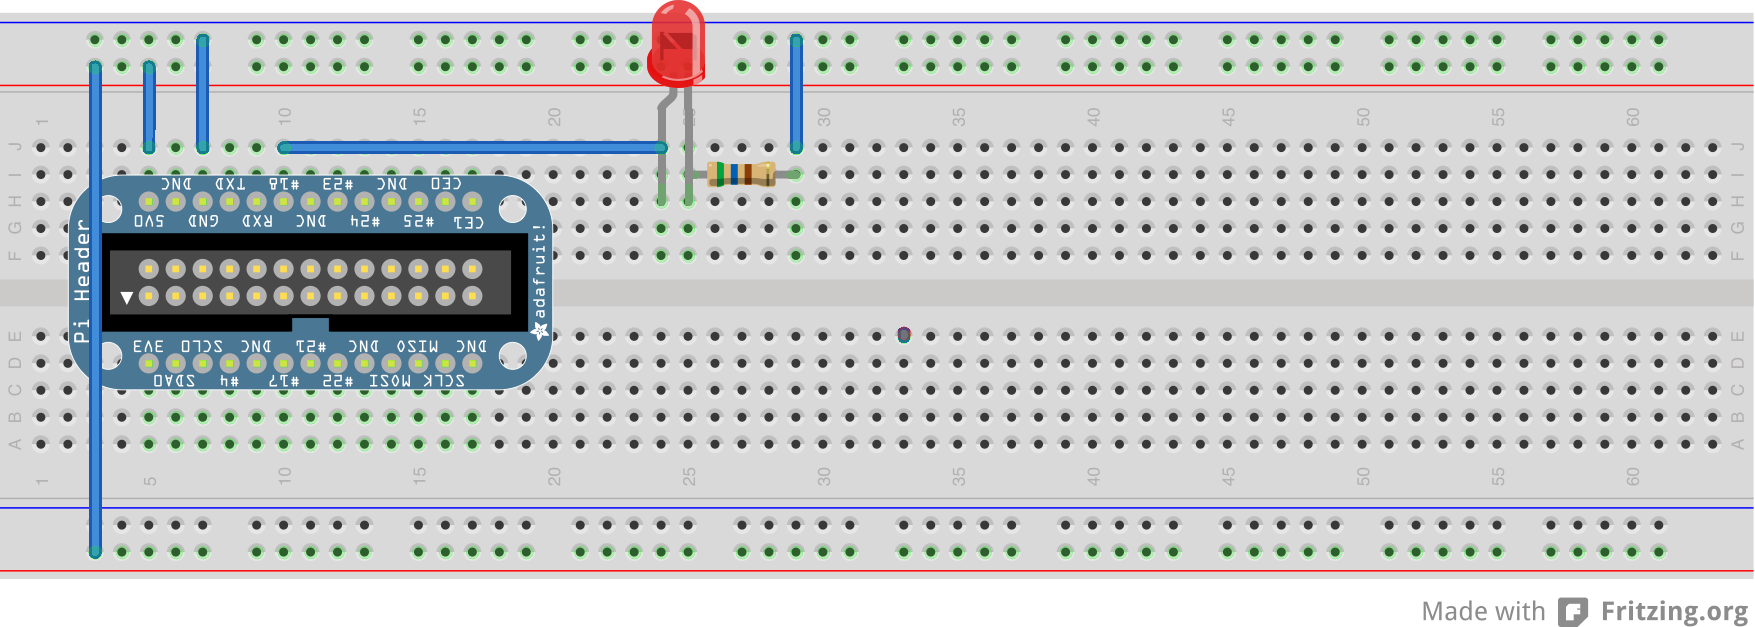 1 5 10 15 20 25 30 35 40 45 50 55 60
J J
I I
H H
G G
F F
DNC TXD #18 #23 DNC CE0
5V0 GND RXD DNC #24 #25 CE1
Pi Header
adafruit!
3V3 SCL0 DNC #21 DNC MISO DNC
SDA0 #4 #17 #22 MOSI SCLK
E E
D D
C C
B B
A A
1 5 10 15 20 25 30 35 40 45 50 55 60
Made with Fritzing.org